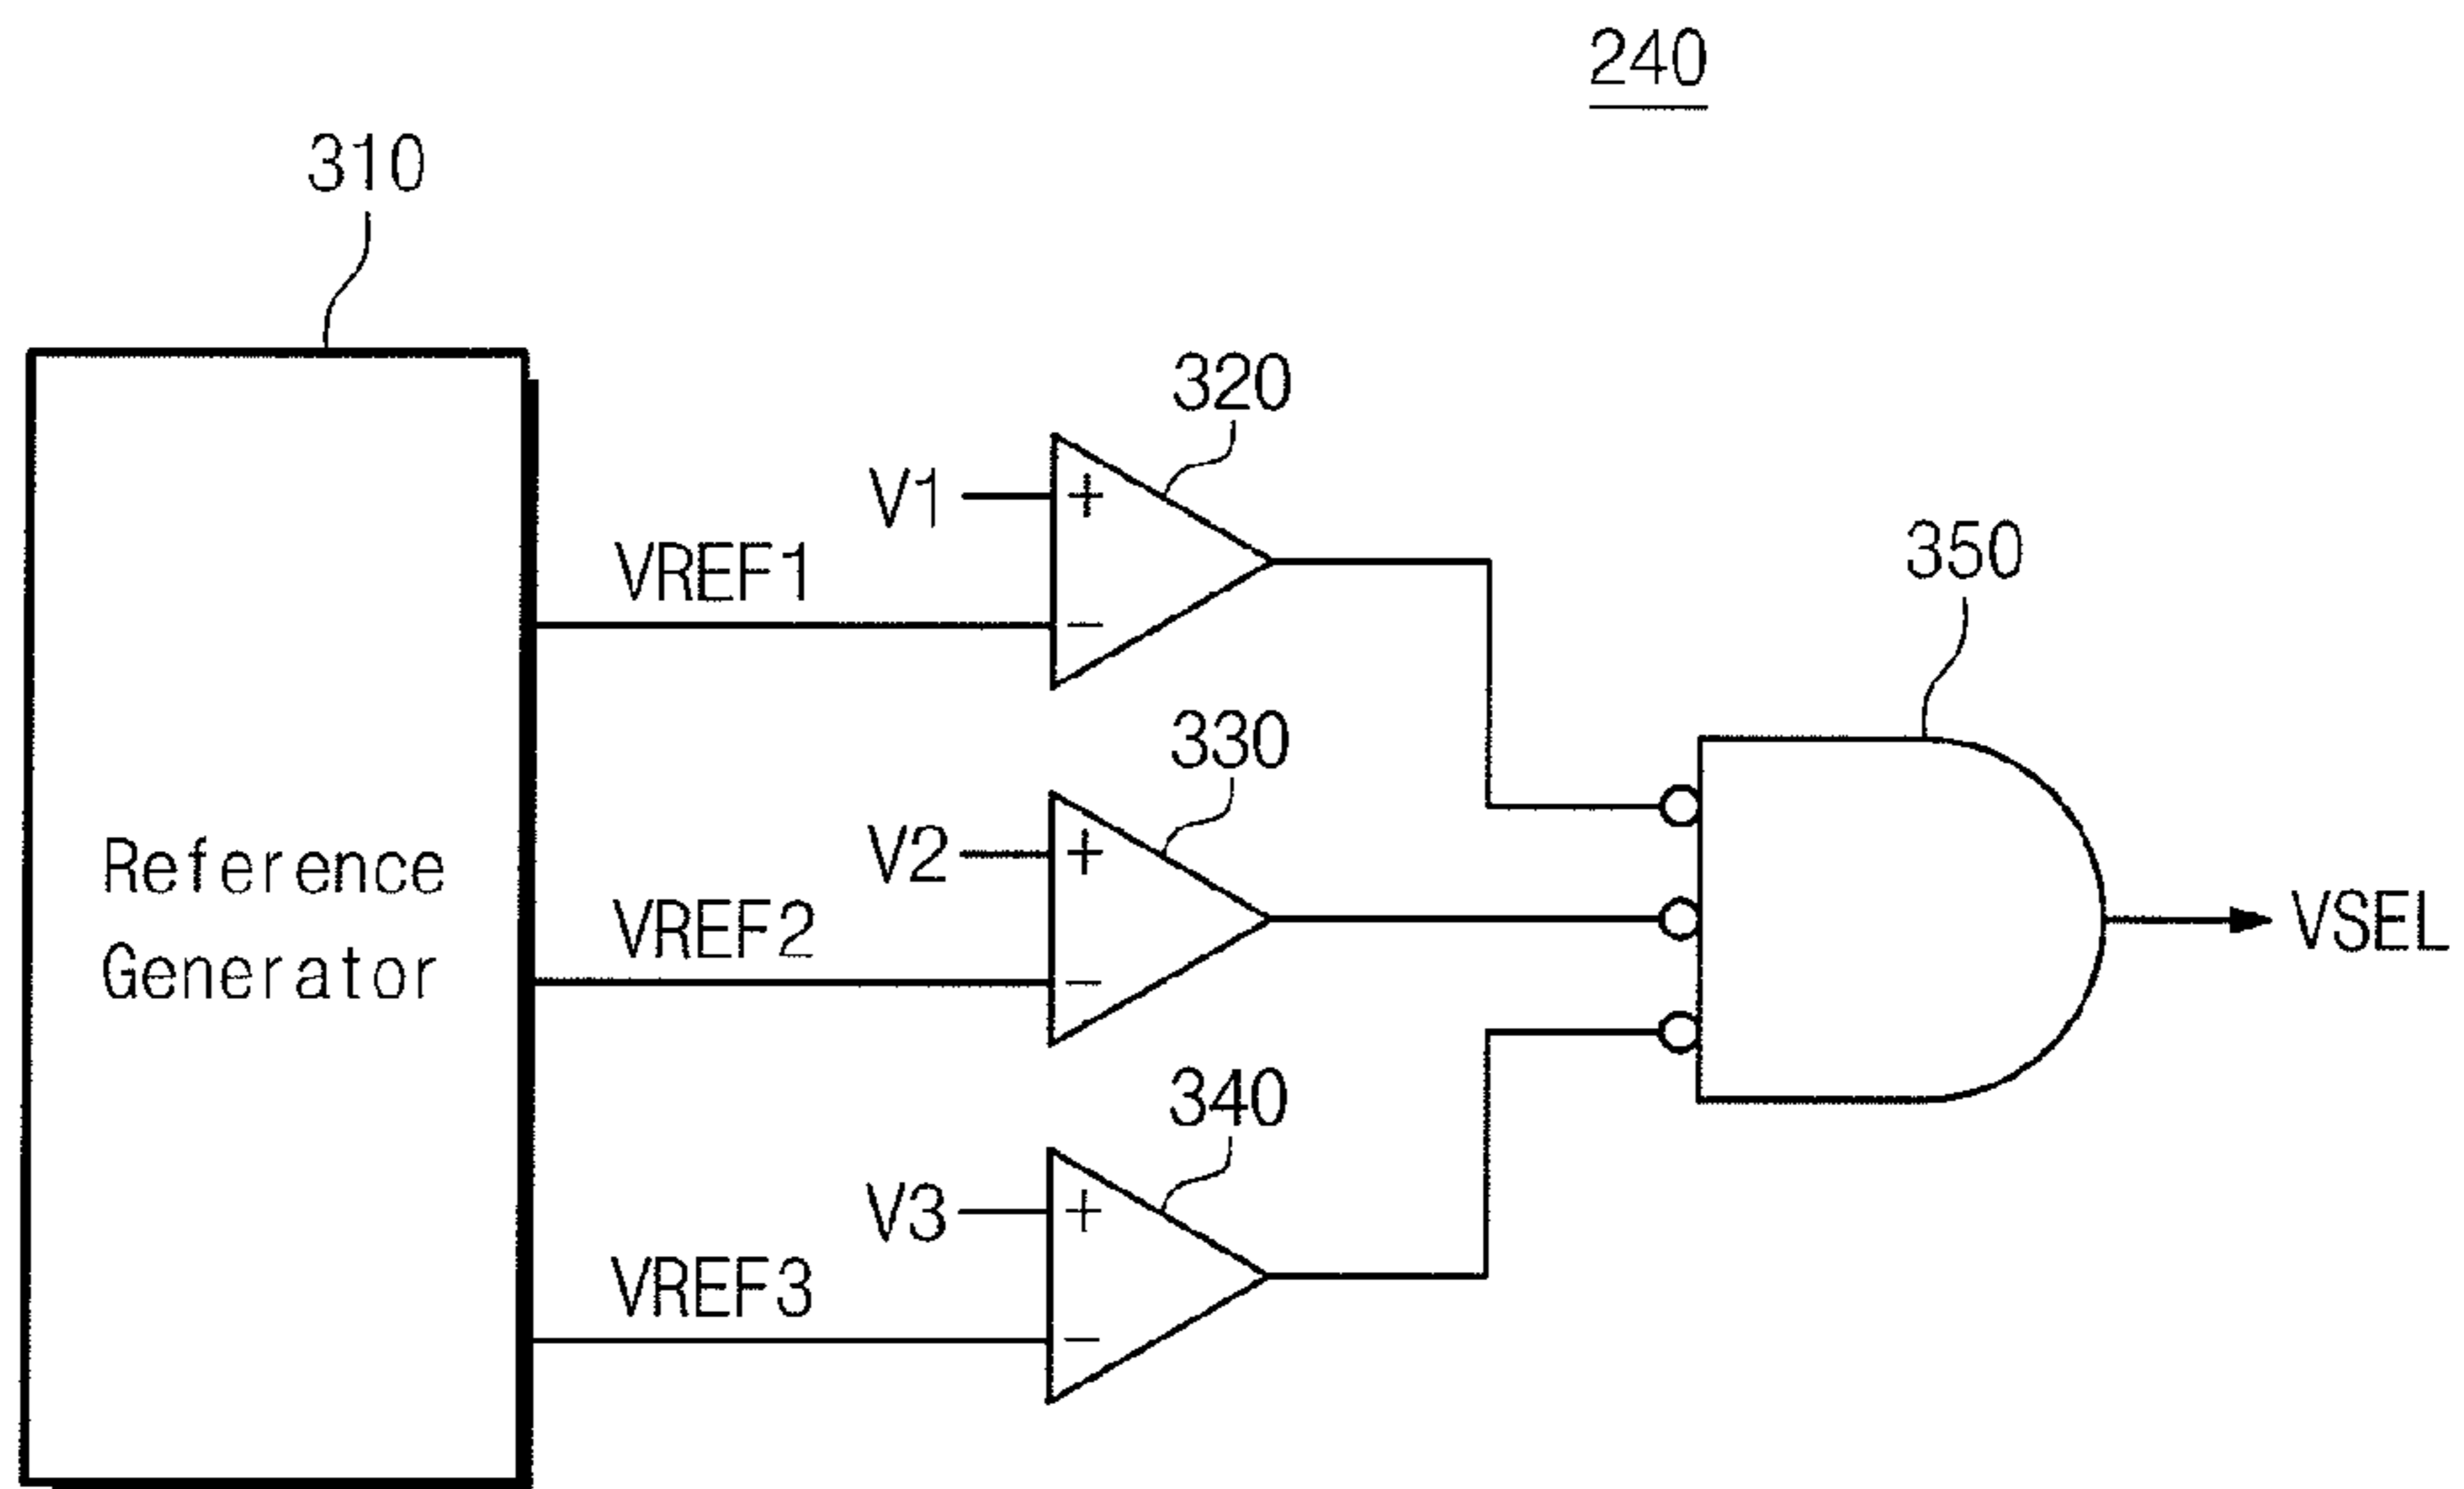 240
310
320
V1
+
VREF1
−
350
330
V2
+
Reference
Generator
VREF2
−
VSEL
340
V3
+
VREF3
−